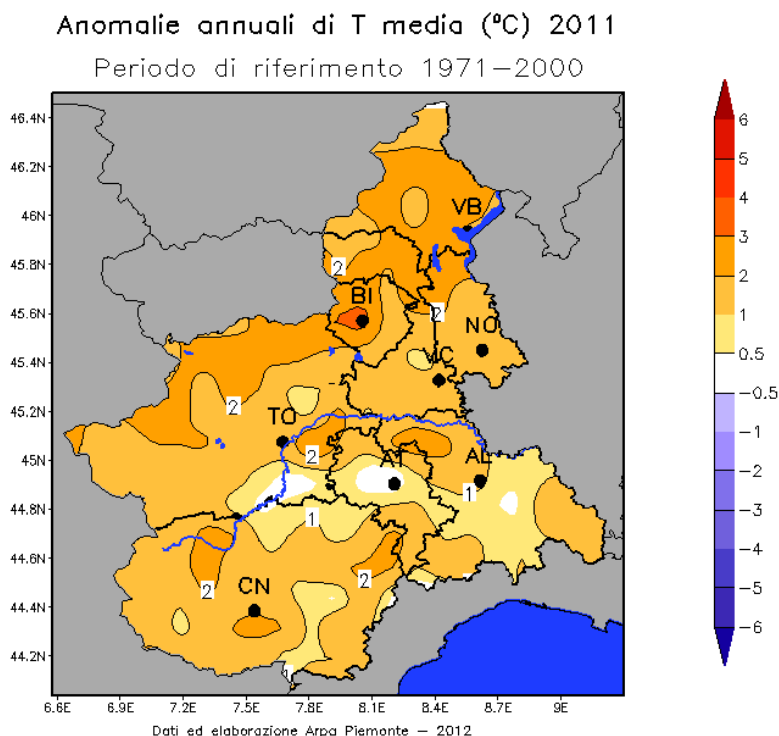 Anomalie annuali di T media (ºC) 2011
Periodo di riferimento 1971–2000
46.4N
46.2N
46N
45.8N
45.6N
45.4N
45.2N
45N
44.8N
44.6N
44.4N
44.2N
VB
2
BI
2
NO
VC
2
TO
2
AT
AL
1
1
2
2
CN
6.6E 6.9E 7.2E 7.5E 7.8E 8.1E 8.4E 8.7E 9E
6
5
4
3
2
1
0.5
–0.5
–1
–2
–3
–4
–5
–6
Dati ed elaborazione Arpa Piemonte – 2012